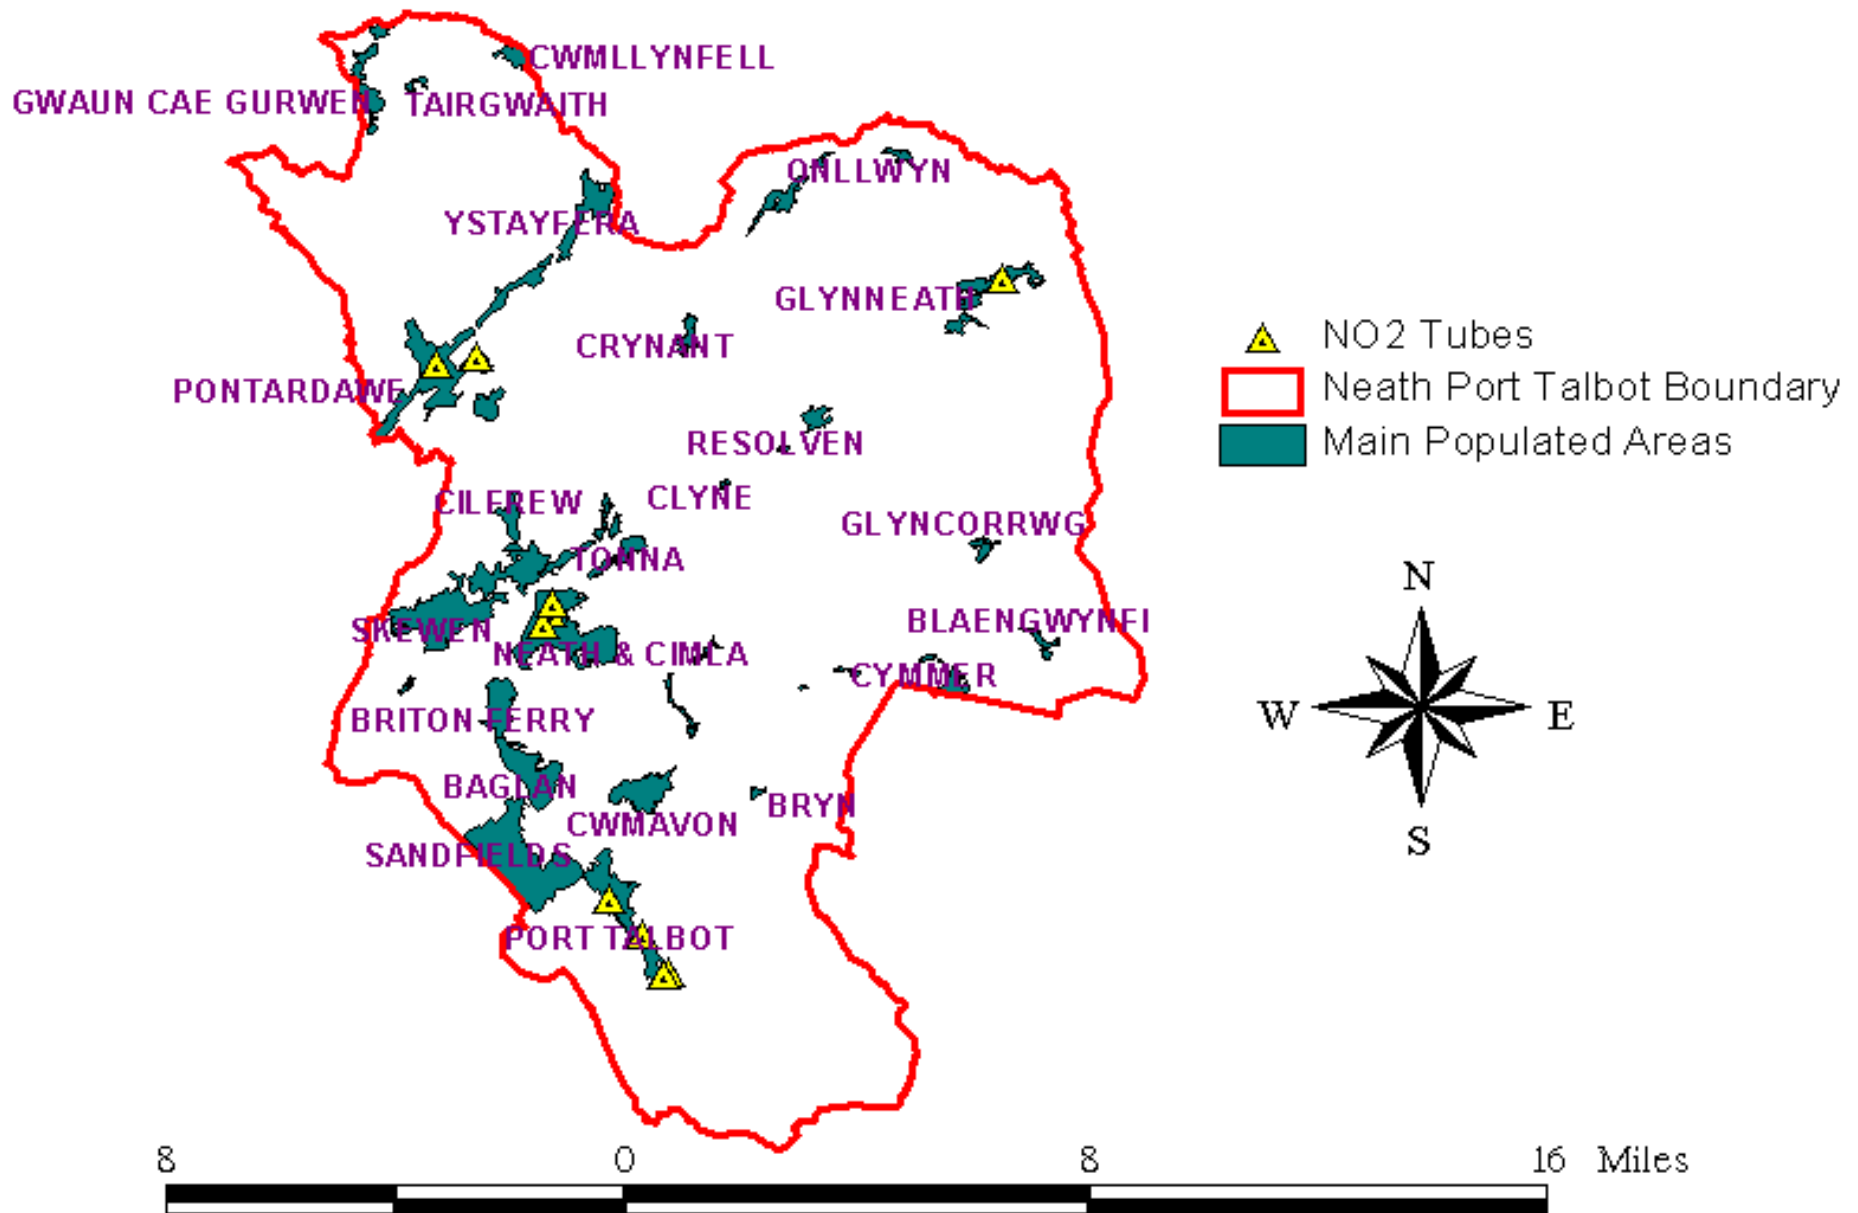 CWMLLYNFELL
GWAUN CAE GURWEN
TAIRGWAITH
ONLLWYN
YSTAYFERA
GLYNNEATH
CRYNANT
PONTARDAWE
RESOLVEN
CILFREW
CLYNE
GLYNCORRWG
TONNA
SKEWEN
NEATH & CIMLA
BLAENGWYNFI
CYMMER
BRITON FERRY
BAGLAN
BRYN
CWMAVON
SANDFIELDS
PORT TALBOT
NO2 Tubes
Neath Port Talbot Boundary
Main Populated Areas
N
W E
S
8 0 8 16 Miles